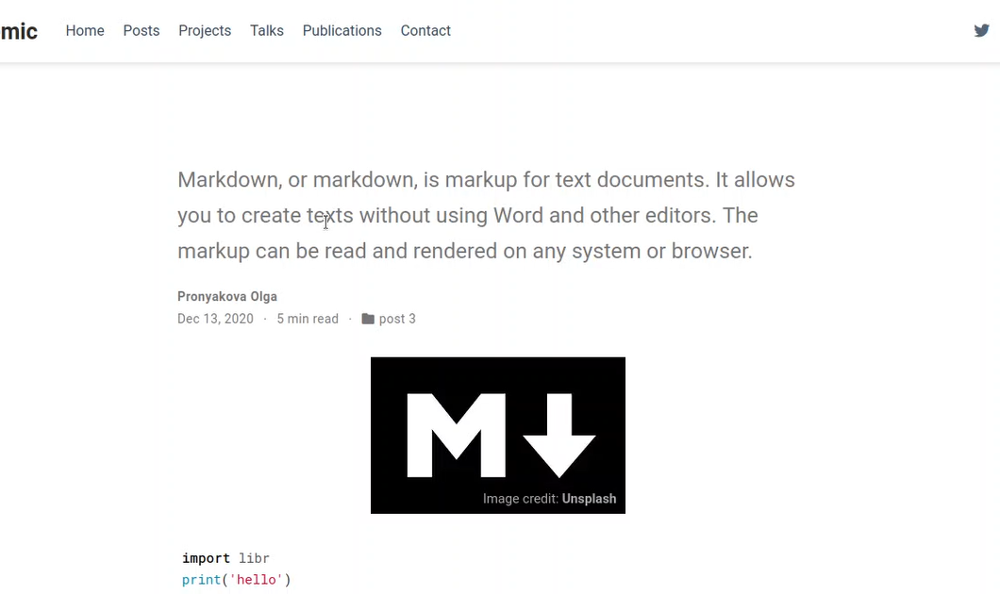 mic
Home Posts Projects Talks Publications Contact
Markdown, or markdown, is markup for text documents. It allows
you to create texts without using Word and other editors. The
markup can be read and rendered on any system or browser.
Pronyakova Olga
Dec 13, 2020 · 5 min read · post 3
M
Image credit: Unsplash
import libr
print('hello')